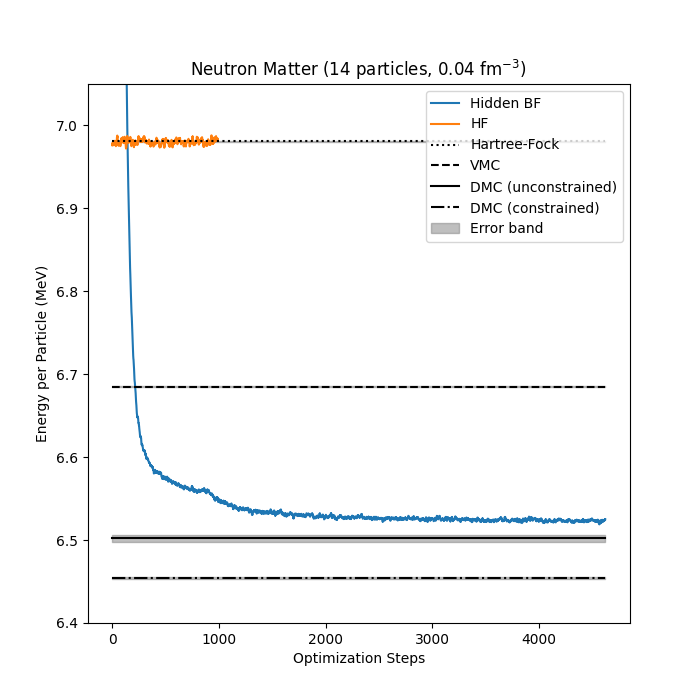 Neutron Matter (14 particles, 0.04 fm⁻³)
Hidden BF
HF
Hartree-Fock
VMC
DMC (unconstrained)
DMC (constrained)
Error band
Energy per Particle (MeV)
7.0
6.9
6.8
6.7
6.6
6.5
6.4
0 1000 2000 3000 4000
Optimization Steps